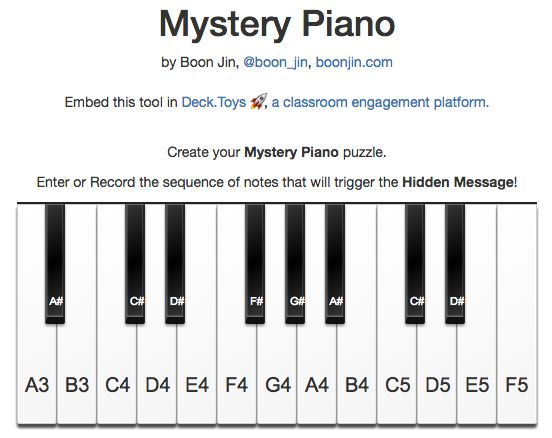 Mystery Piano
by Boon Jin, @boon_jin, boonjin.com
Embed this tool in Deck.Toys 🚀, a classroom engagement platform.
Create your Mystery Piano puzzle.
Enter or Record the sequence of notes that will trigger the Hidden Message!
A# C# D# F# G# A# C# D#
A3 B3 C4 D4 E4 F4 G4 A4 B4 C5 D5 E5 F5